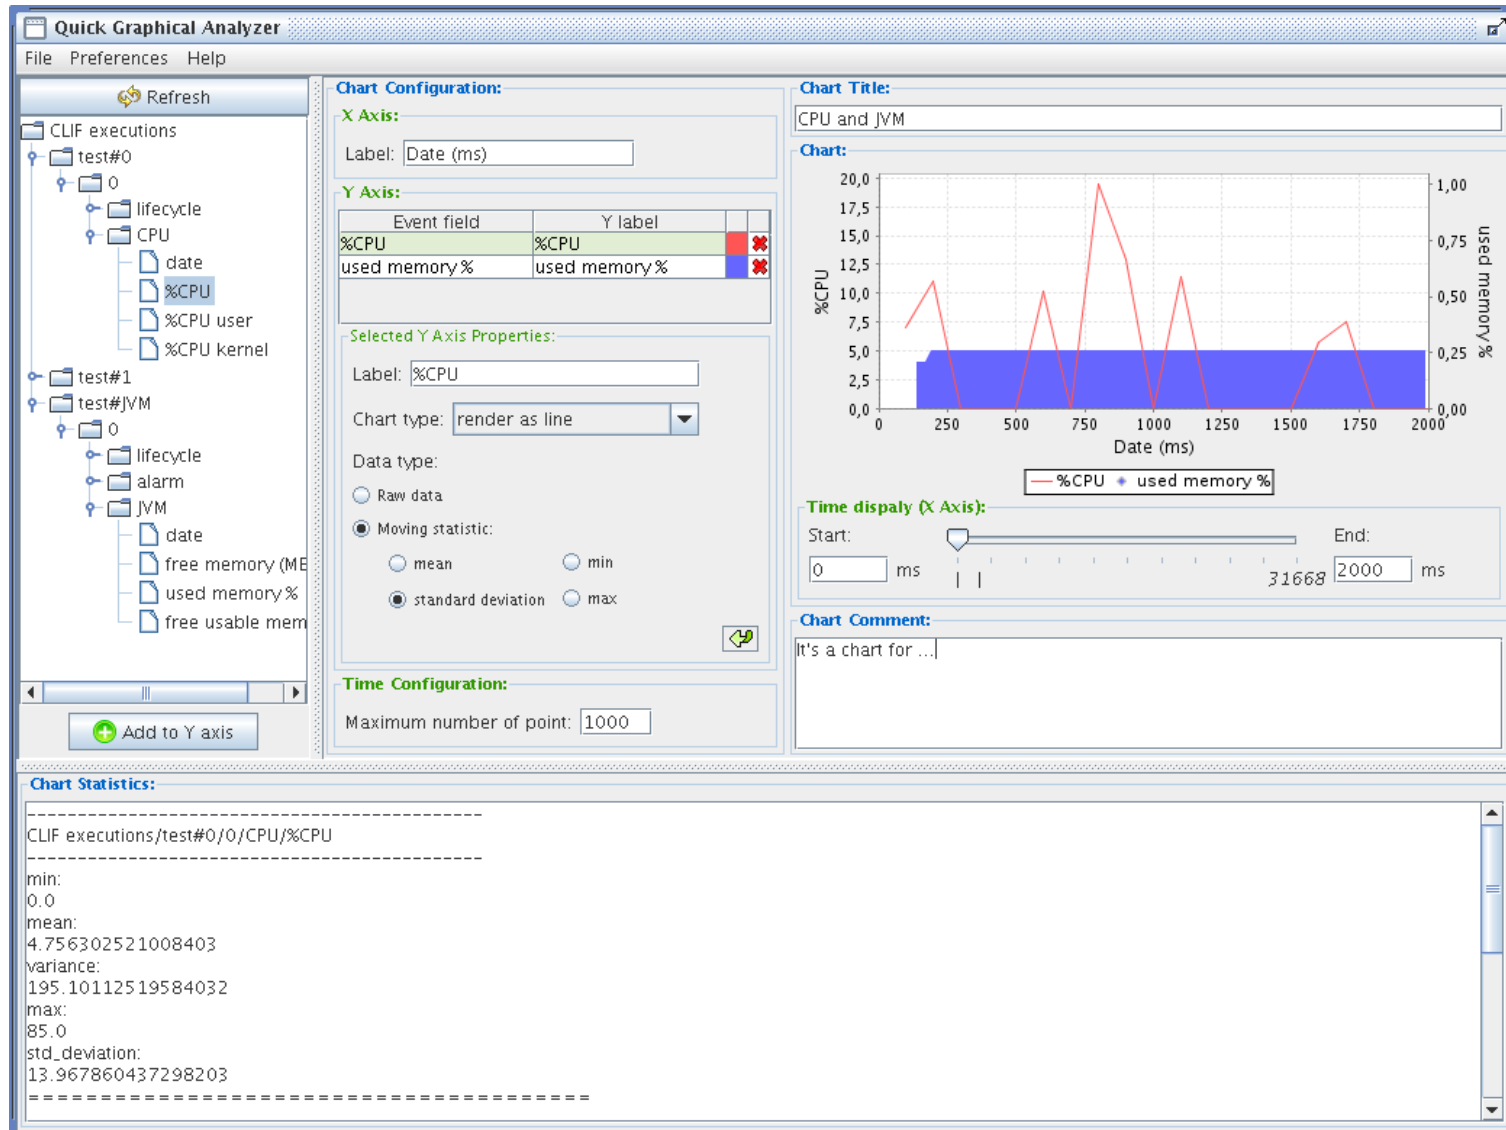 Quick Graphical Analyzer
File Preferences Help
Refresh
CLIF executions
test#0
0
lifecycle
CPU
date
%CPU
%CPU user
%CPU kernel
test#1
test#JVM
0
lifecycle
alarm
JVM
date
free memory (ME
used memory %
free usable mem
Add to Y axis
Chart Configuration:
X Axis:
Label: Date (ms)
Y Axis:
Event field Y label
%CPU %CPU
used memory % used memory %
Selected Y Axis Properties:
Label: %CPU
Chart type: render as line
Data type:
Raw data
Moving statistic:
mean min
standard deviation max
Time Configuration:
Maximum number of point: 1000
Chart Title:
CPU and JVM
Chart:
20,0
17,5
15,0
12,5
10,0
7,5
5,0
2,5
0,0
%CPU
1,00
0,75
0,50
0,25
0,00
used memory %
0 250 500 750 1000 1250 1500 1750 2000
Date (ms)
%CPU used memory %
Time dispaly (X Axis):
Start: End:
0 ms 31668 2000 ms
Chart Comment:
It's a chart for ...
Chart Statistics:
--------------------------------------------
CLIF executions/test#0/0/CPU/%CPU
--------------------------------------------
min:
0.0
mean:
4.756302521008403
variance:
195.10112519584032
max:
85.0
std_deviation:
13.967860437298203
=======================================